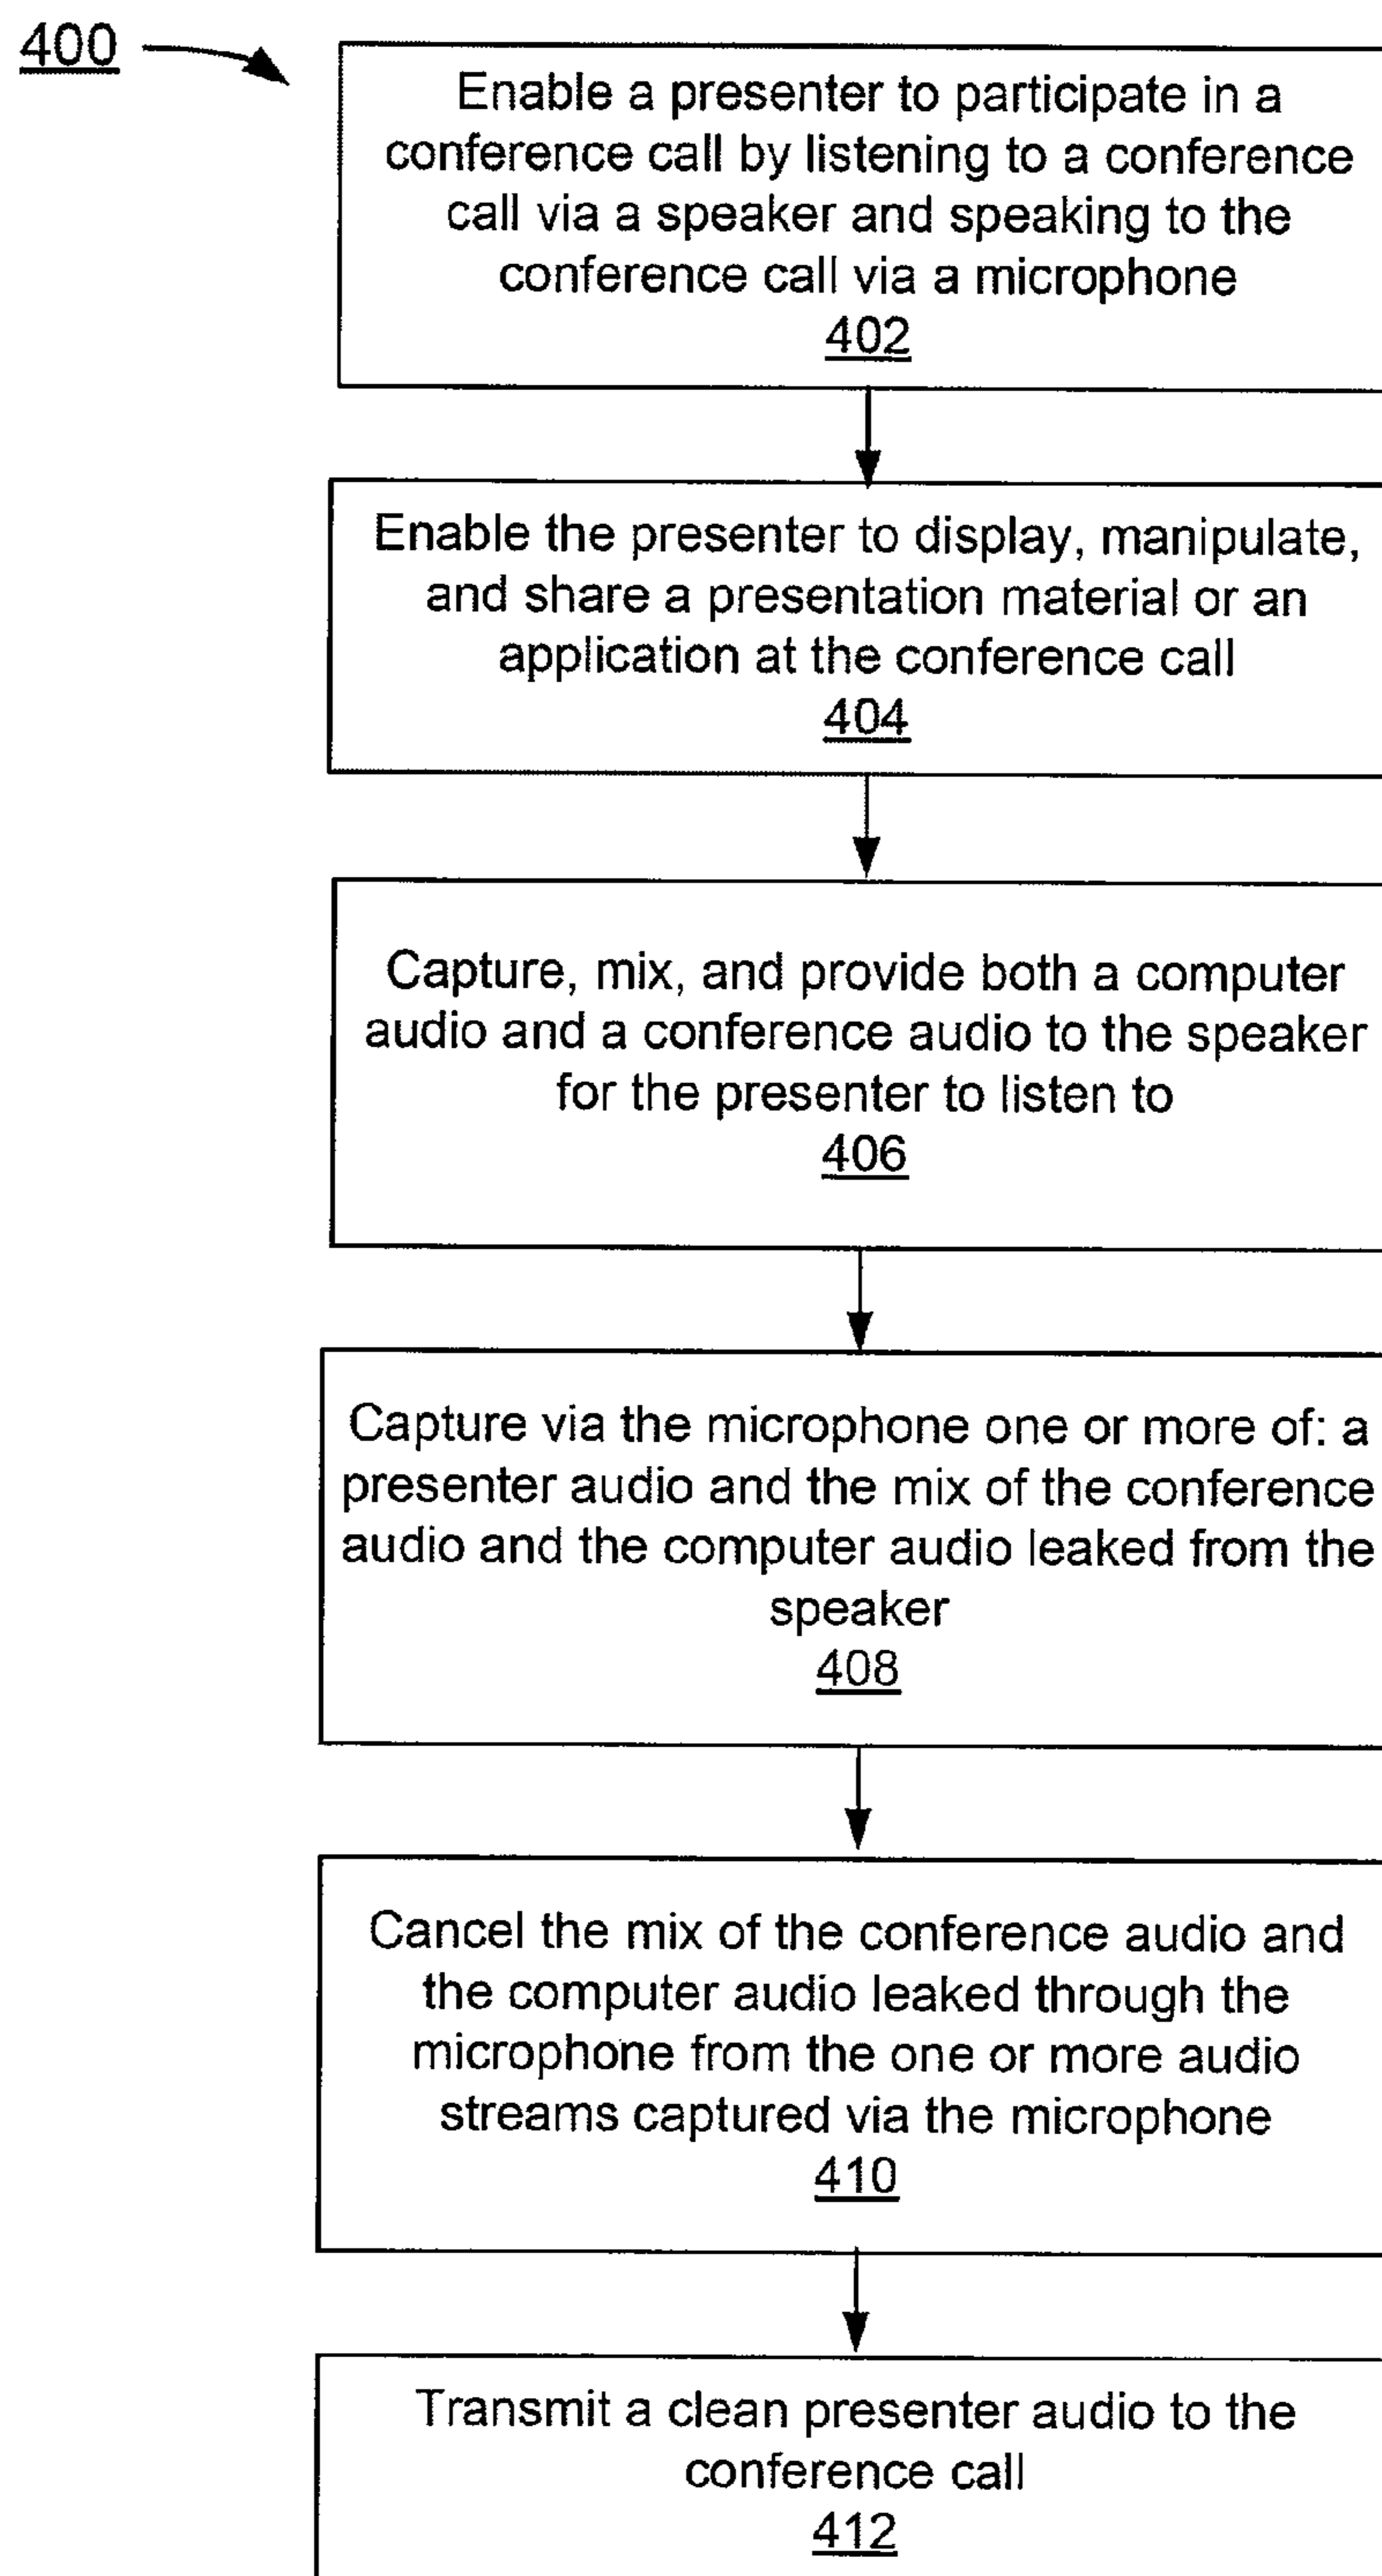 400
Enable a presenter to participate in a
conference call by listening to a conference
call via a speaker and speaking to the
conference call via a microphone
402
Enable the presenter to display, manipulate,
and share a presentation material or an
application at the conference call
404
Capture, mix, and provide both a computer
audio and a conference audio to the speaker
for the presenter to listen to
406
Capture via the microphone one or more of: a
presenter audio and the mix of the conference
audio and the computer audio leaked from the
speaker
408
Cancel the mix of the conference audio and
the computer audio leaked through the
microphone from the one or more audio
streams captured via the microphone
410
Transmit a clean presenter audio to the
conference call
412